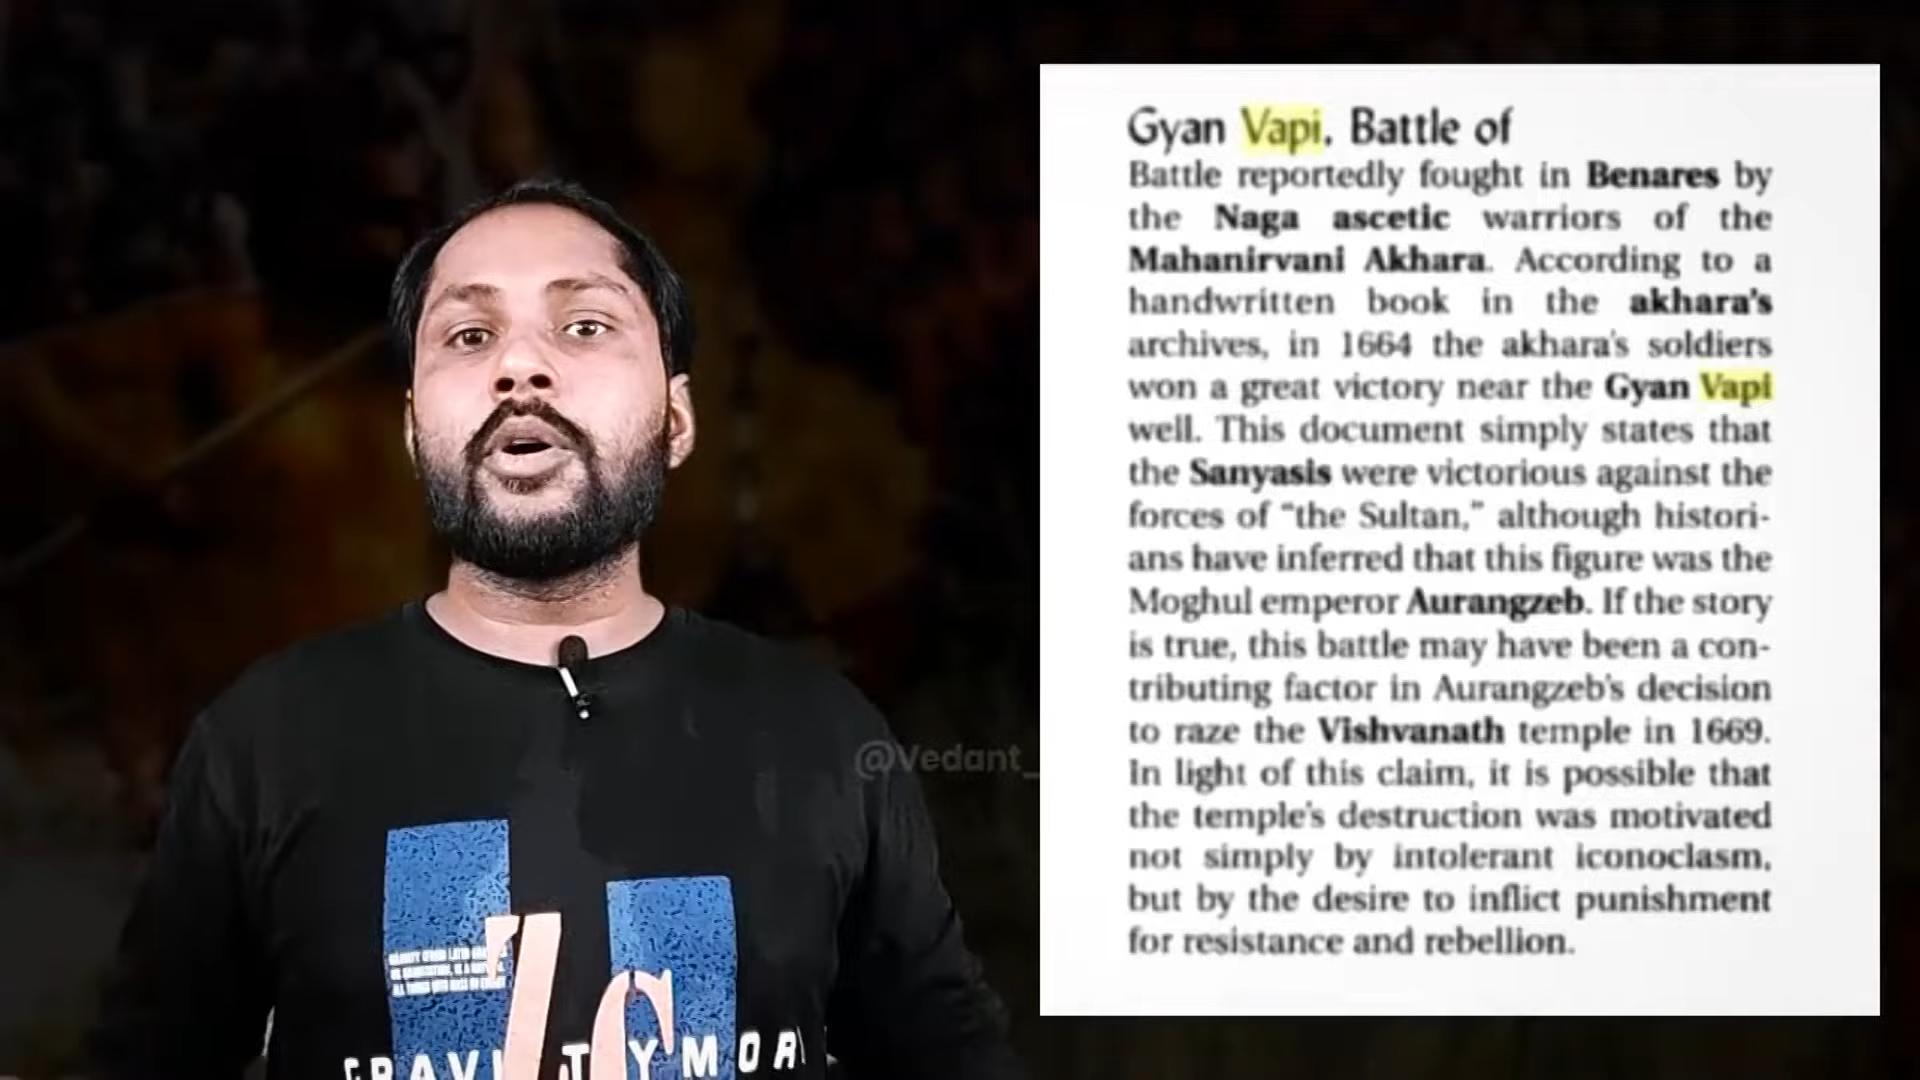 Gyan Vapi, Battle of
Battle reportedly fought in Benares by
the Naga ascetic warriors of the
Mahanirvani Akhara. According to a
handwritten book in the akhara's
archives, in 1664 the akhara's soldiers
won a great victory near the Gyan Vapi
well. This document simply states that
the Sanyasis were victorious against the
forces of "the Sultan," although histori-
ans have inferred that this figure was the
Moghul emperor Aurangzeb. If the story
is true, this battle may have been a con-
tributing factor in Aurangzeb's decision
to raze the Vishvanath temple in 1669.
In light of this claim, it is possible that
the temple's destruction was motivated
not simply by intolerant iconoclasm,
but by the desire to inflict punishment
for resistance and rebellion.
@Vedant_